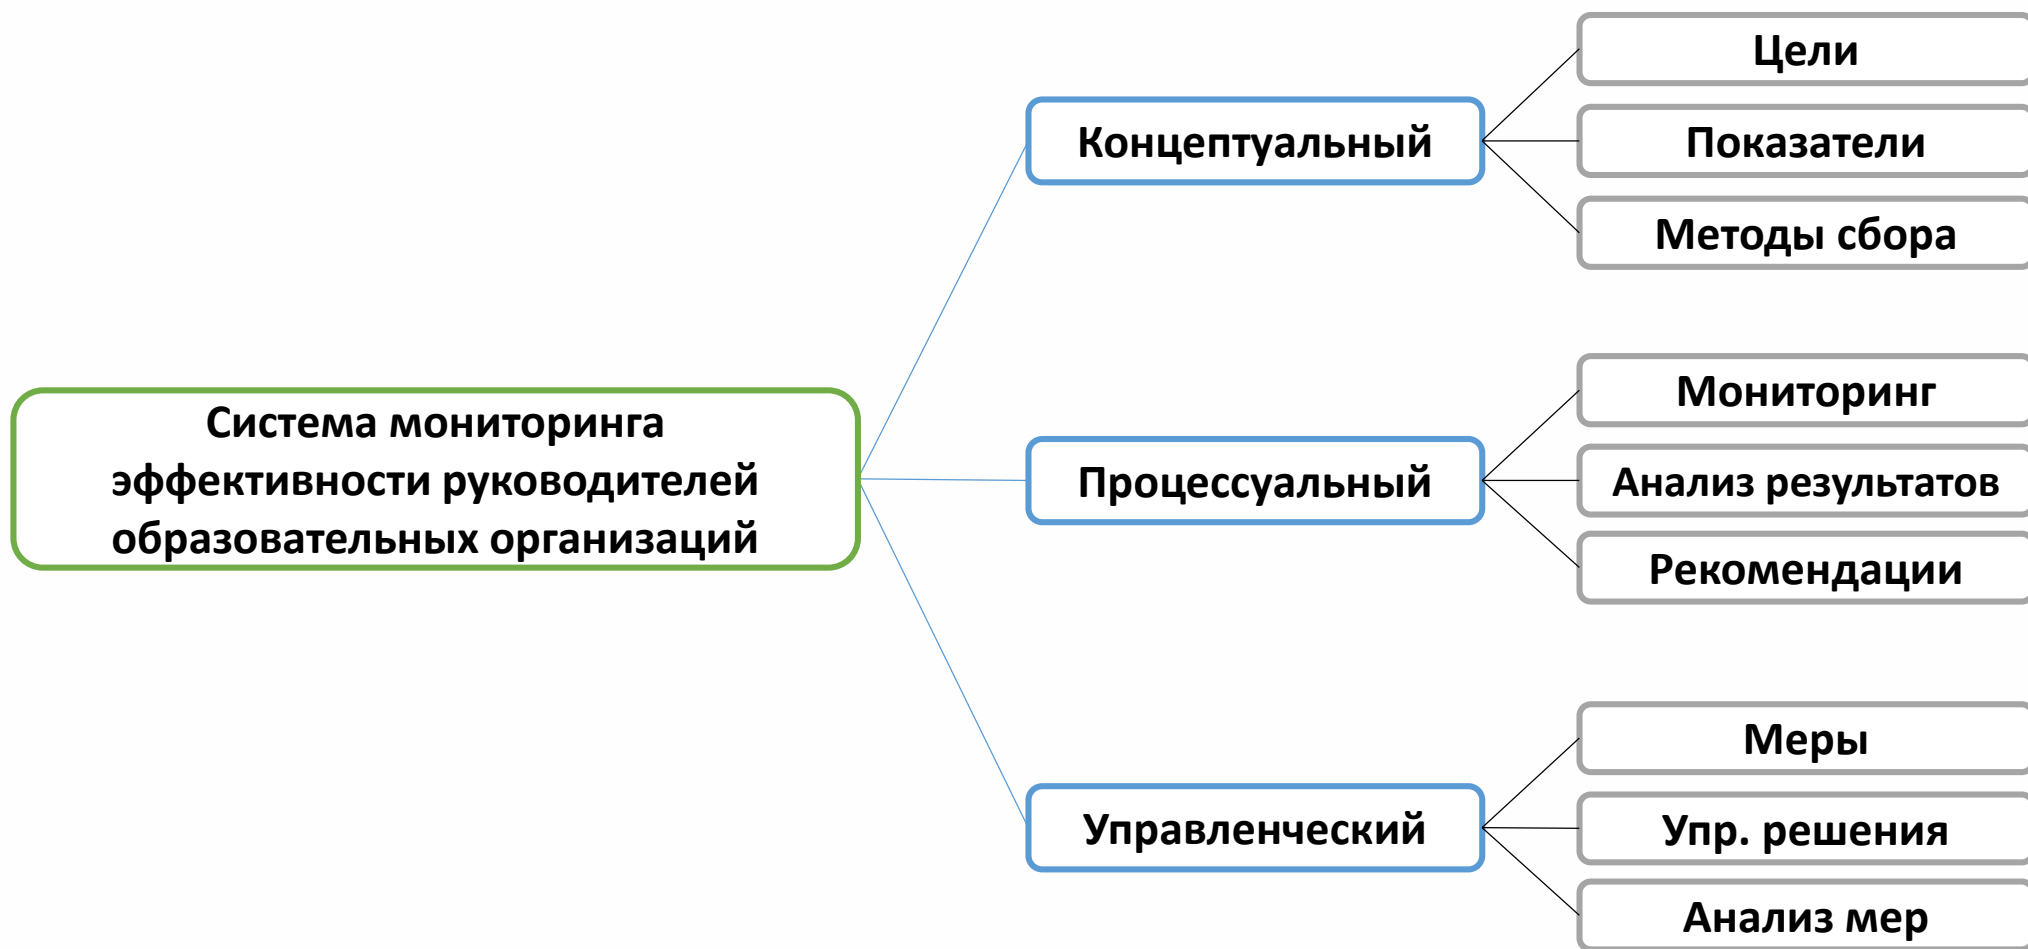 Система мониторинга
эффективности руководителей
образовательных организаций
Концептуальный
Цели
Показатели
Методы сбора
Процессуальный
Мониторинг
Анализ результатов
Рекомендации
Управленческий
Меры
Упр. решения
Анализ мер